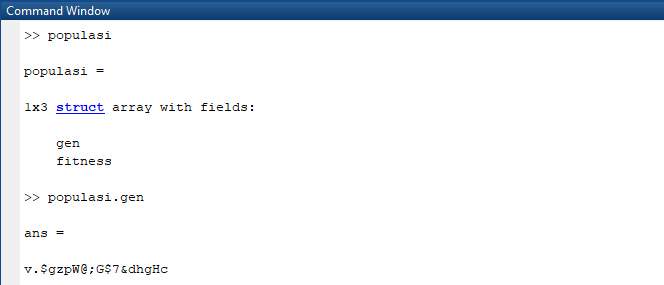 Command Window
>> populasi
populasi =
1x3 struct array with fields:
gen
fitness
>> populasi.gen
ans =
v.$gzpW@;G$7&dhgHc